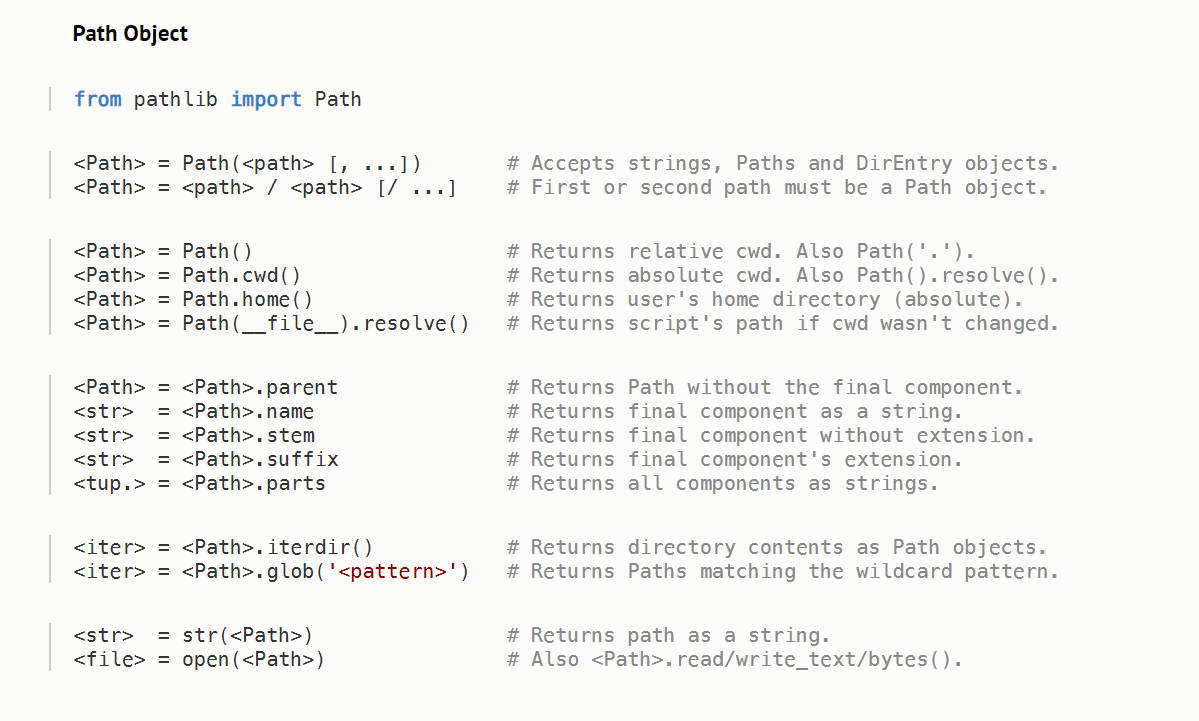 Path Object
from pathlib import Path
<Path> = Path(<path> [, ...]) # Accepts strings, Paths and DirEntry objects.
<Path> = <path> / <path> [/ ...] # First or second path must be a Path object.
<Path> = Path() # Returns relative cwd. Also Path('.').
<Path> = Path.cwd() # Returns absolute cwd. Also Path().resolve().
<Path> = Path.home() # Returns user's home directory (absolute).
<Path> = Path(__file__).resolve() # Returns script's path if cwd wasn't changed.
<Path> = <Path>.parent # Returns Path without the final component.
<str> = <Path>.name # Returns final component as a string.
<str> = <Path>.stem # Returns final component without extension.
<str> = <Path>.suffix # Returns final component's extension.
<tup.> = <Path>.parts # Returns all components as strings.
<iter> = <Path>.iterdir() # Returns directory contents as Path objects.
<iter> = <Path>.glob('<pattern>') # Returns Paths matching the wildcard pattern.
<str> = str(<Path>) # Returns path as a string.
<file> = open(<Path>) # Also <Path>.read/write_text/bytes().